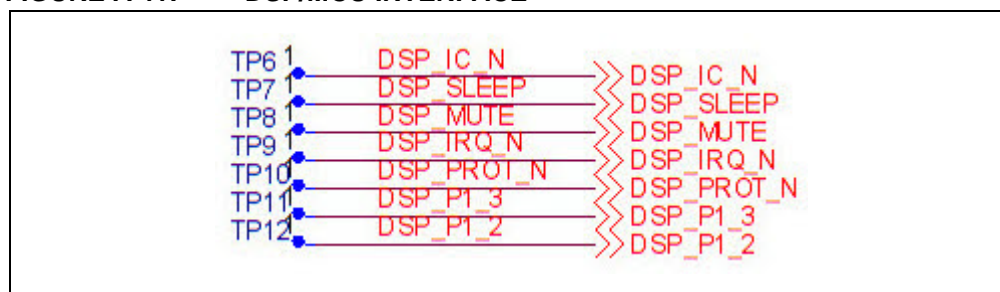 TP6 1 DSP_IC_N DSP_IC_N
TP7 1 DSP_SLEEP DSP_SLEEP
TP8 1 DSP_MUTE DSP_MUTE
TP9 1 DSP_IRQ_N DSP_IRQ_N
TP10 1 DSP_PROT_N DSP_PROT_N
TP11 1 DSP_P1_3 DSP_P1_3
TP12 1 DSP_P1_2 DSP_P1_2